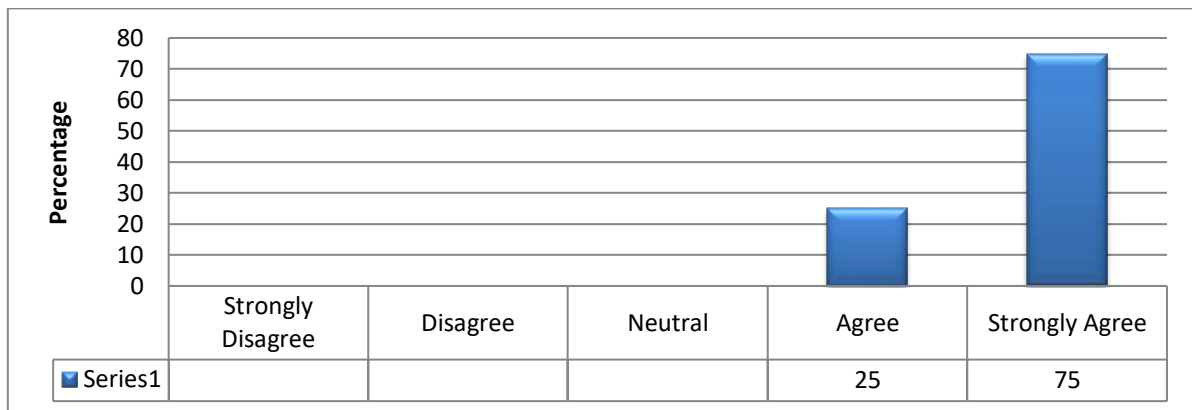 80
70
60
50
40
30
20
10
0
Percentage
Strongly Disagree
Disagree
Neutral
Agree
Strongly Agree
Series1
25
75